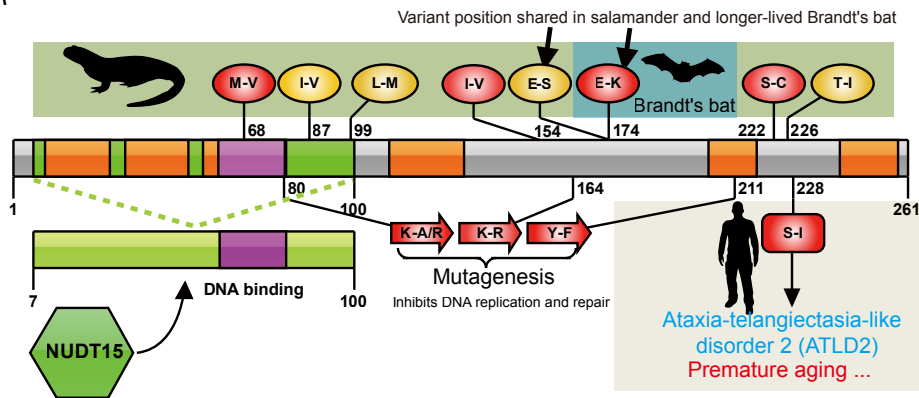 Variant position shared in salamander and longer-lived Brandt's bat
M-V
I-V
L-M
I-V
E-S
E-K
S-C
T-I
Brandt's bat
68
87
99
154
174
222
226
1
80
100
164
211
228
261
K-A/R
K-R
Y-F
S-I
Mutagenesis
Inhibits DNA replication and repair
7
DNA binding
100
NUDT15
Ataxia-telangiectasia-like
disorder 2 (ATLD2)
Premature aging ...